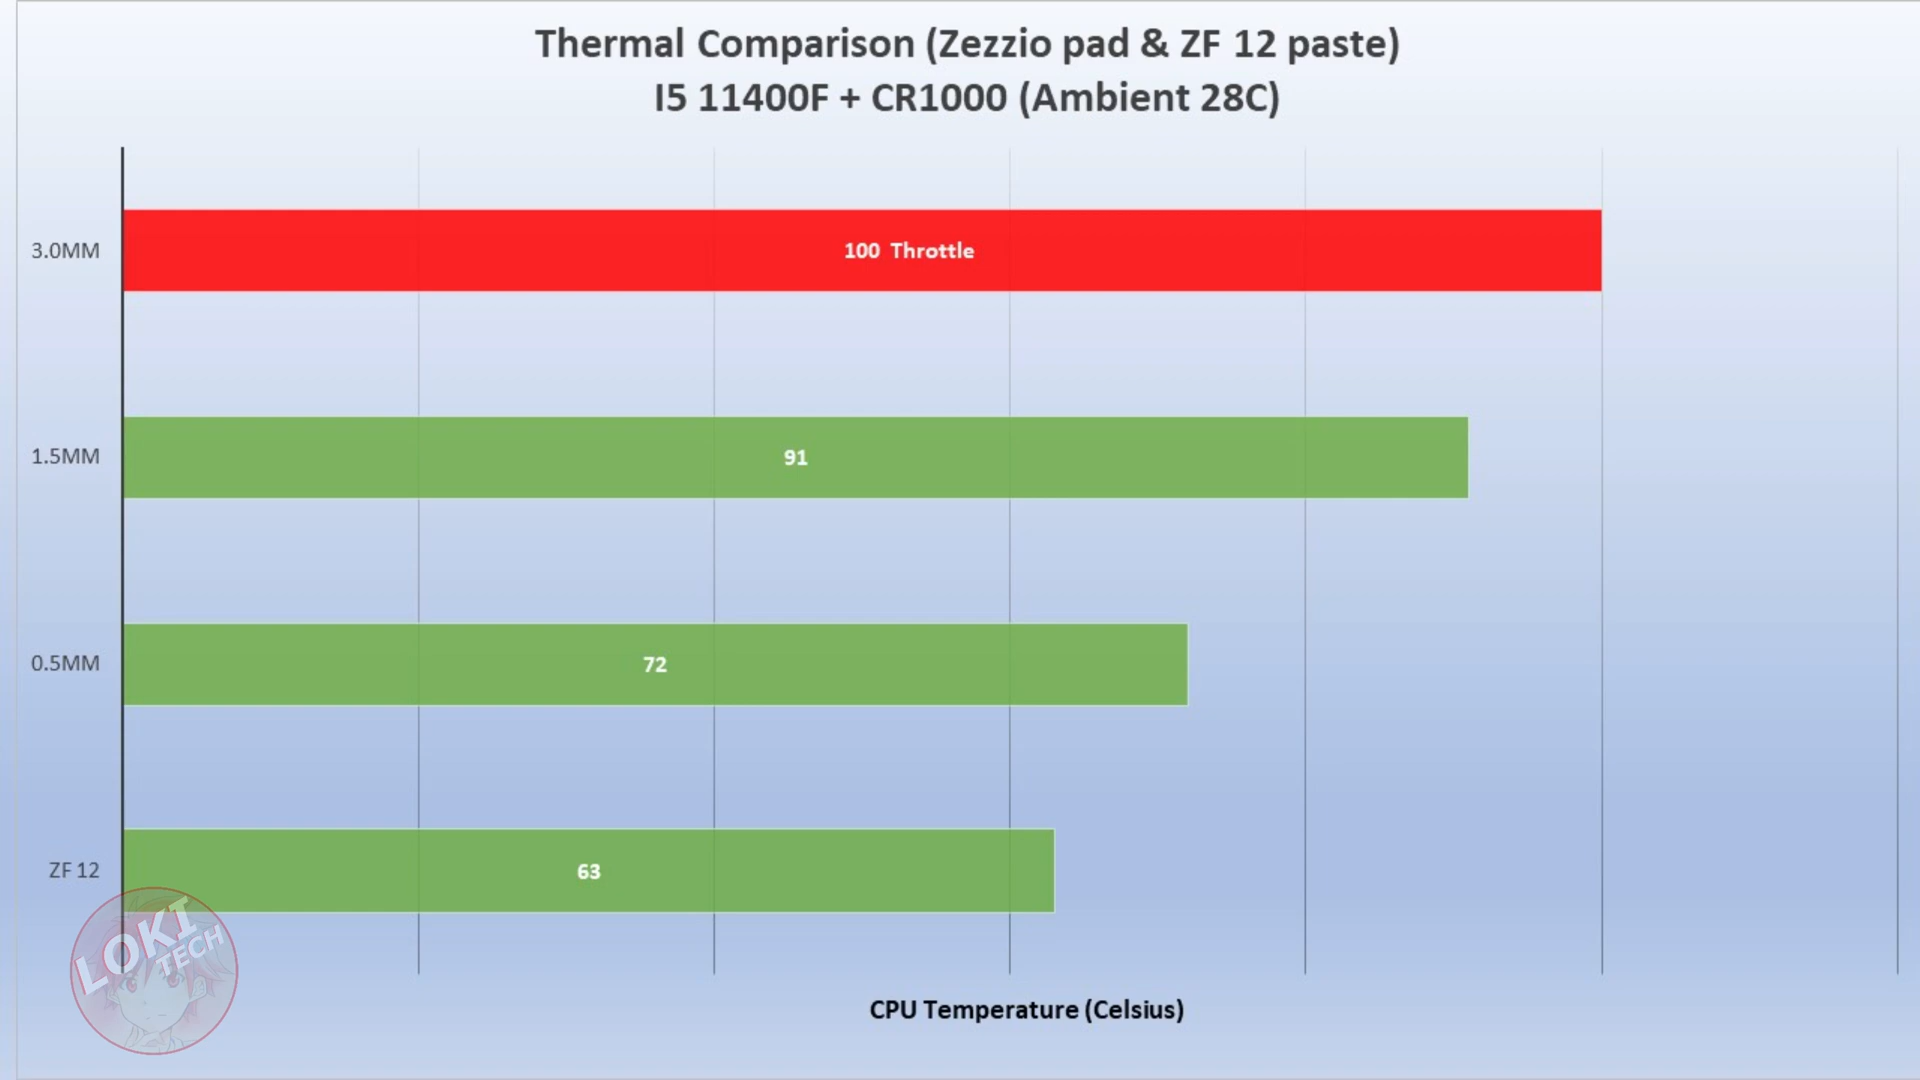 Thermal Comparison (Zezzio pad & ZF 12 paste)
I5 11400F + CR1000 (Ambient 28C)
3.0MM
100 Throttle
1.5MM
91
0.5MM
72
ZF 12
63
LOKI
TECH
CPU Temperature (Celsius)